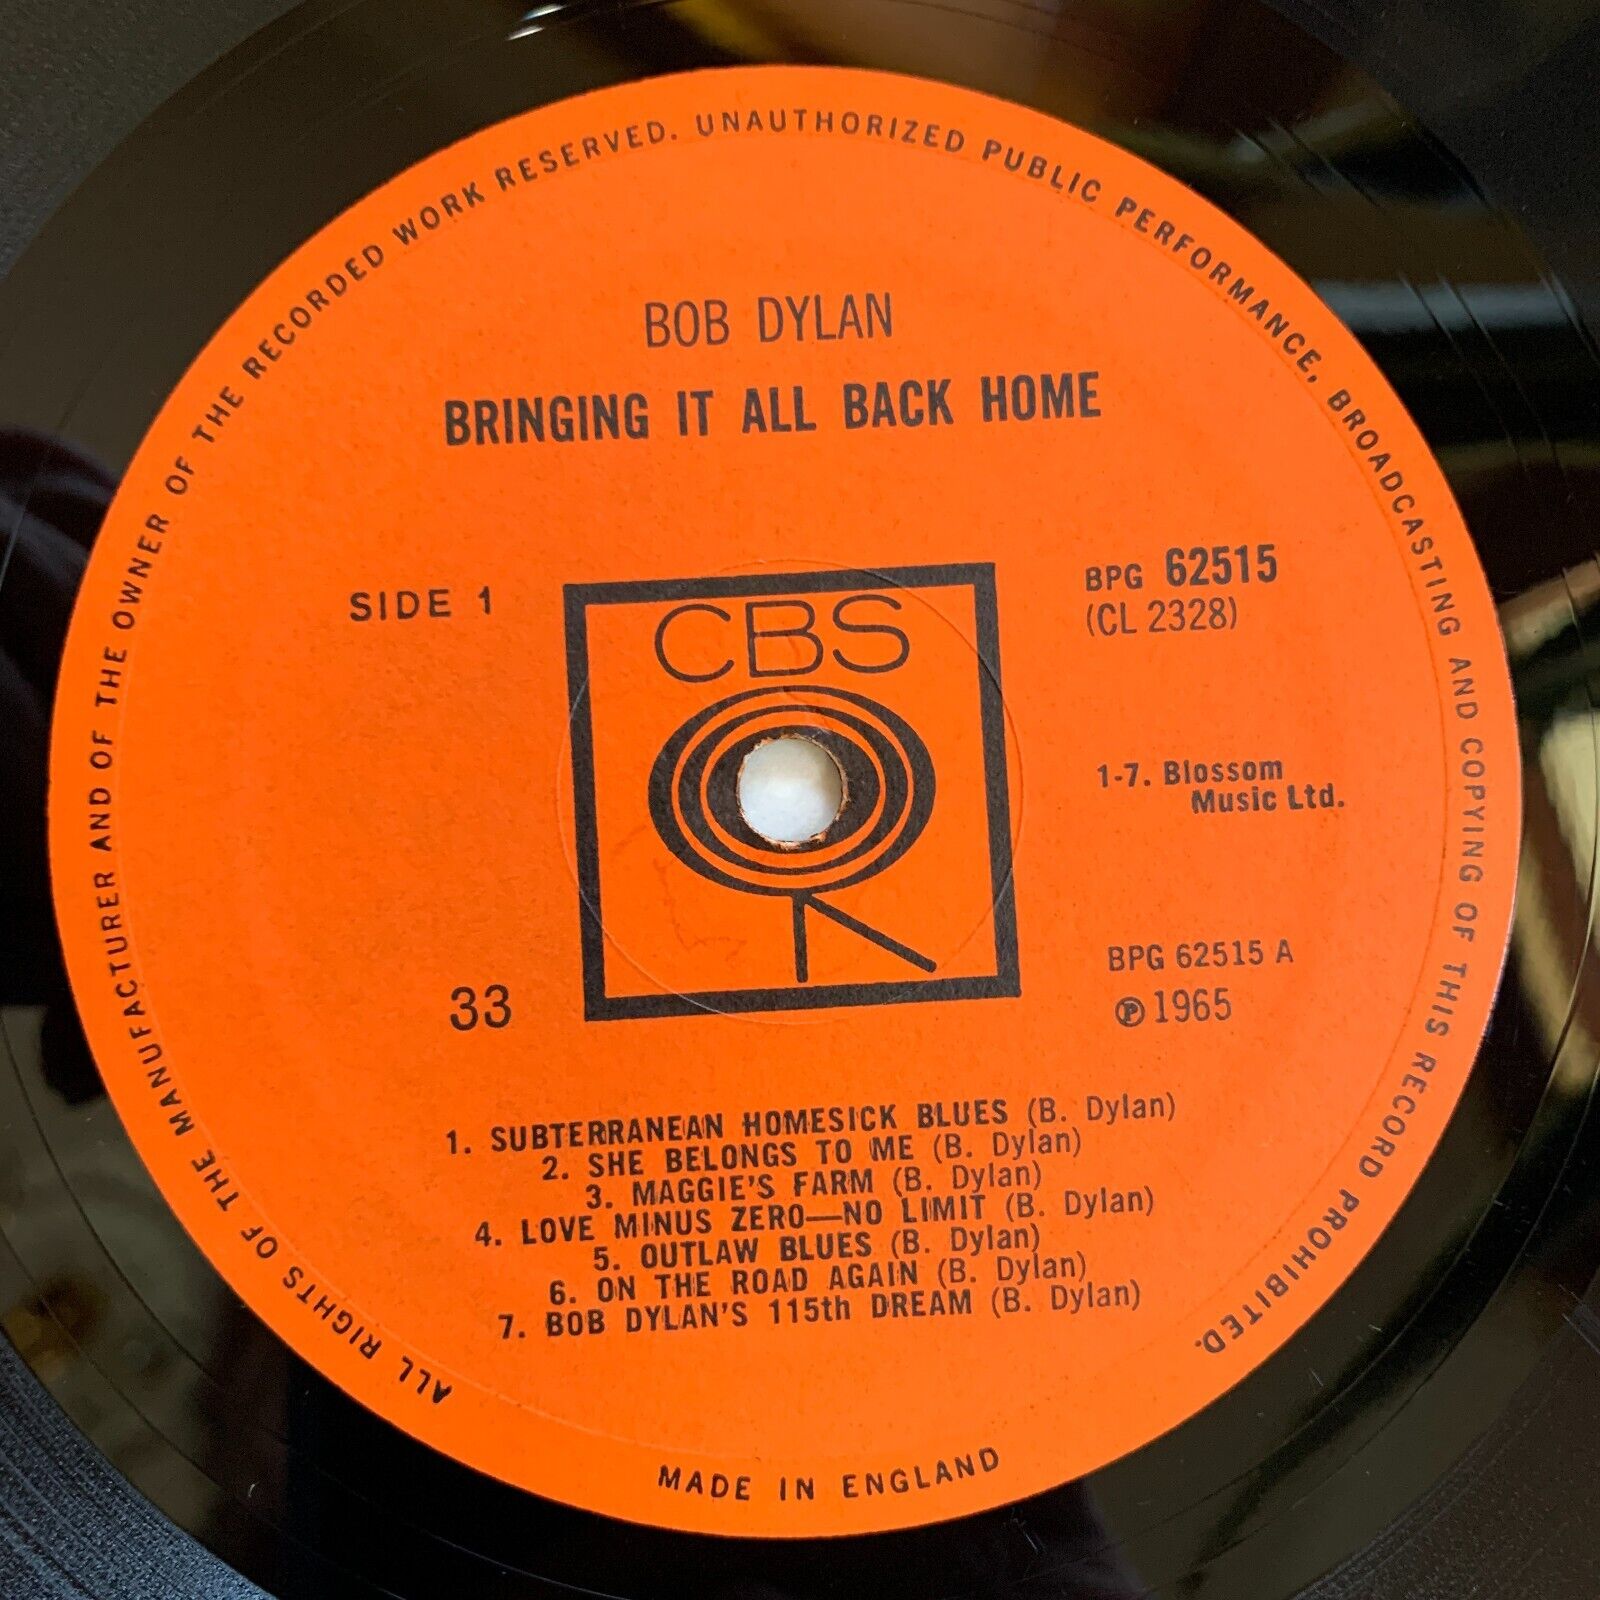 ALL RIGHTS OF THE MANUFACTURER AND OF THE OWNER OF THE RECORDED WORK RESERVED. UNAUTHORIZED PUBLIC PERFORMANCE, BROADCASTING AND COPYING OF THIS RECORD PROHIBITED.
BOB DYLAN
BRINGING IT ALL BACK HOME
SIDE 1
CBS
BPG 62515
(CL 2328)
1-7. Blossom
Music Ltd.
33
BPG 62515 A
℗ 1965
1. SUBTERRANEAN HOMESICK BLUES (B. Dylan)
2. SHE BELONGS TO ME (B. Dylan)
3. MAGGIE'S FARM (B. Dylan)
4. LOVE MINUS ZERO—NO LIMIT (B. Dylan)
5. OUTLAW BLUES (B. Dylan)
6. ON THE ROAD AGAIN (B. Dylan)
7. BOB DYLAN'S 115th DREAM (B. Dylan)
MADE IN ENGLAND